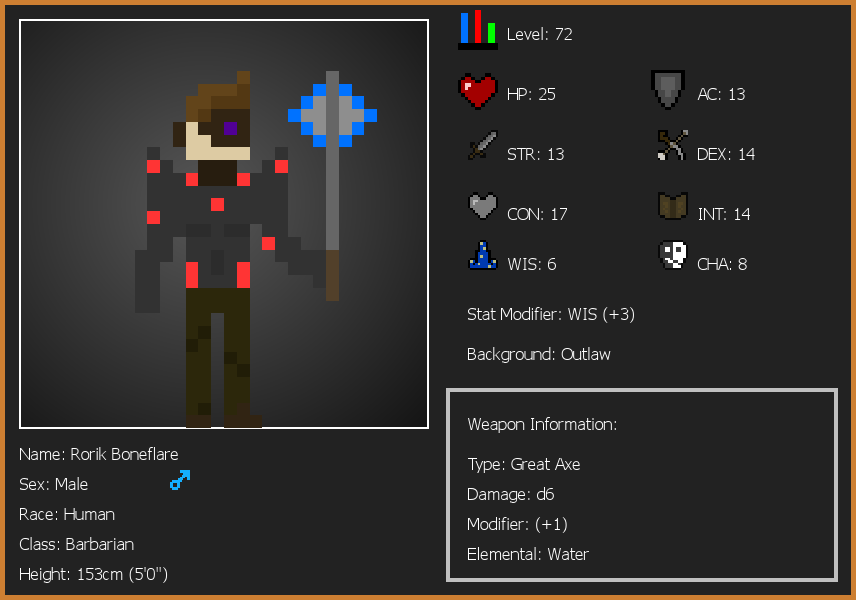 Level: 72
HP: 25
AC: 13
STR: 13
DEX: 14
CON: 17
INT: 14
WIS: 6
CHA: 8
Stat Modifier: WIS (+3)
Background: Outlaw
Weapon Information:
Type: Great Axe
Damage: d6
Modifier: (+1)
Elemental: Water
Name: Rorik Boneflare
Sex: Male
Race: Human
Class: Barbarian
Height: 153cm (5'0")